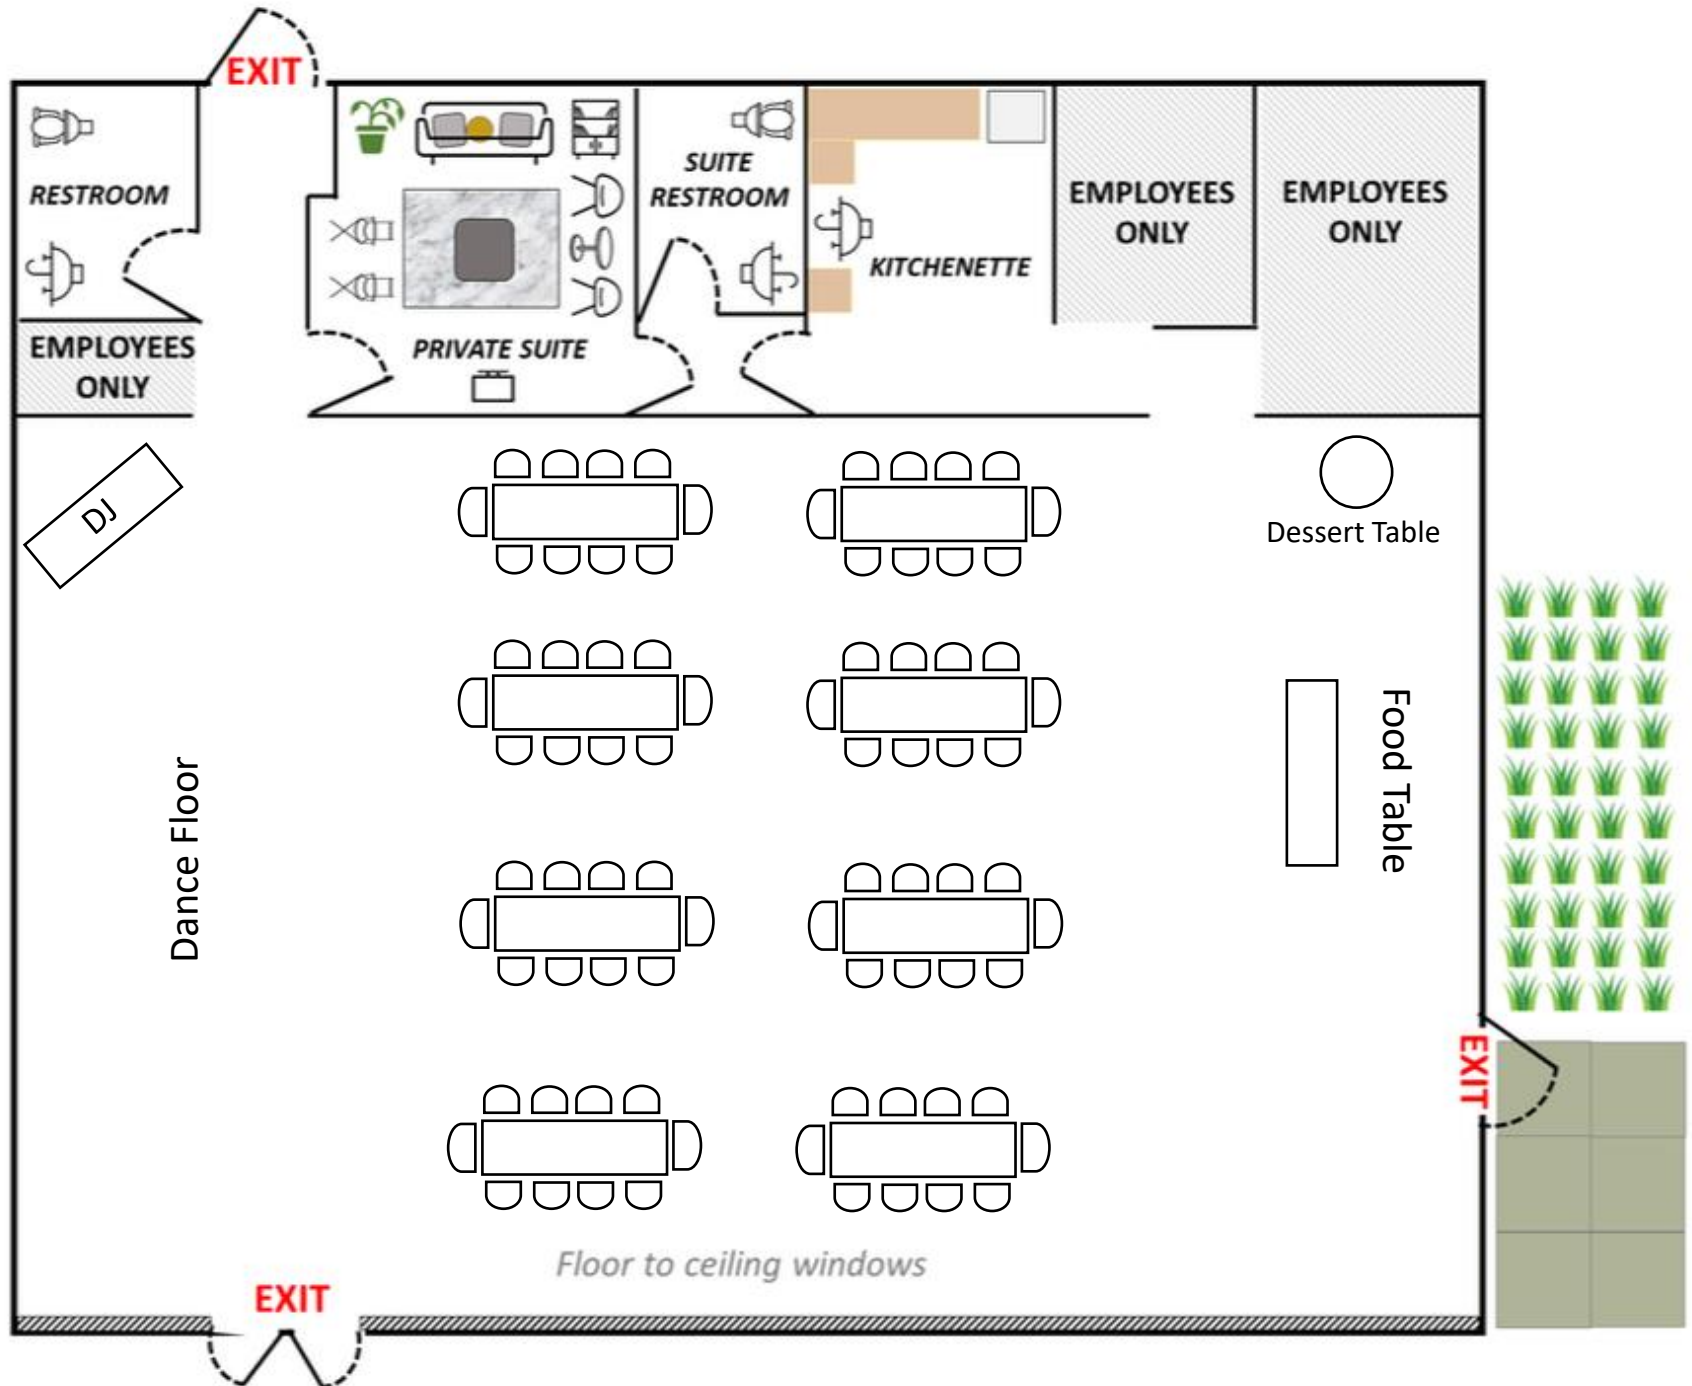 EXIT
RESTROOM
SUITE
RESTROOM
EMPLOYEES
ONLY
EMPLOYEES
ONLY
KITCHENETTE
EMPLOYEES
ONLY
PRIVATE SUITE
DJ
Dessert Table
Dance Floor
Food Table
EXIT
Floor to ceiling windows
EXIT